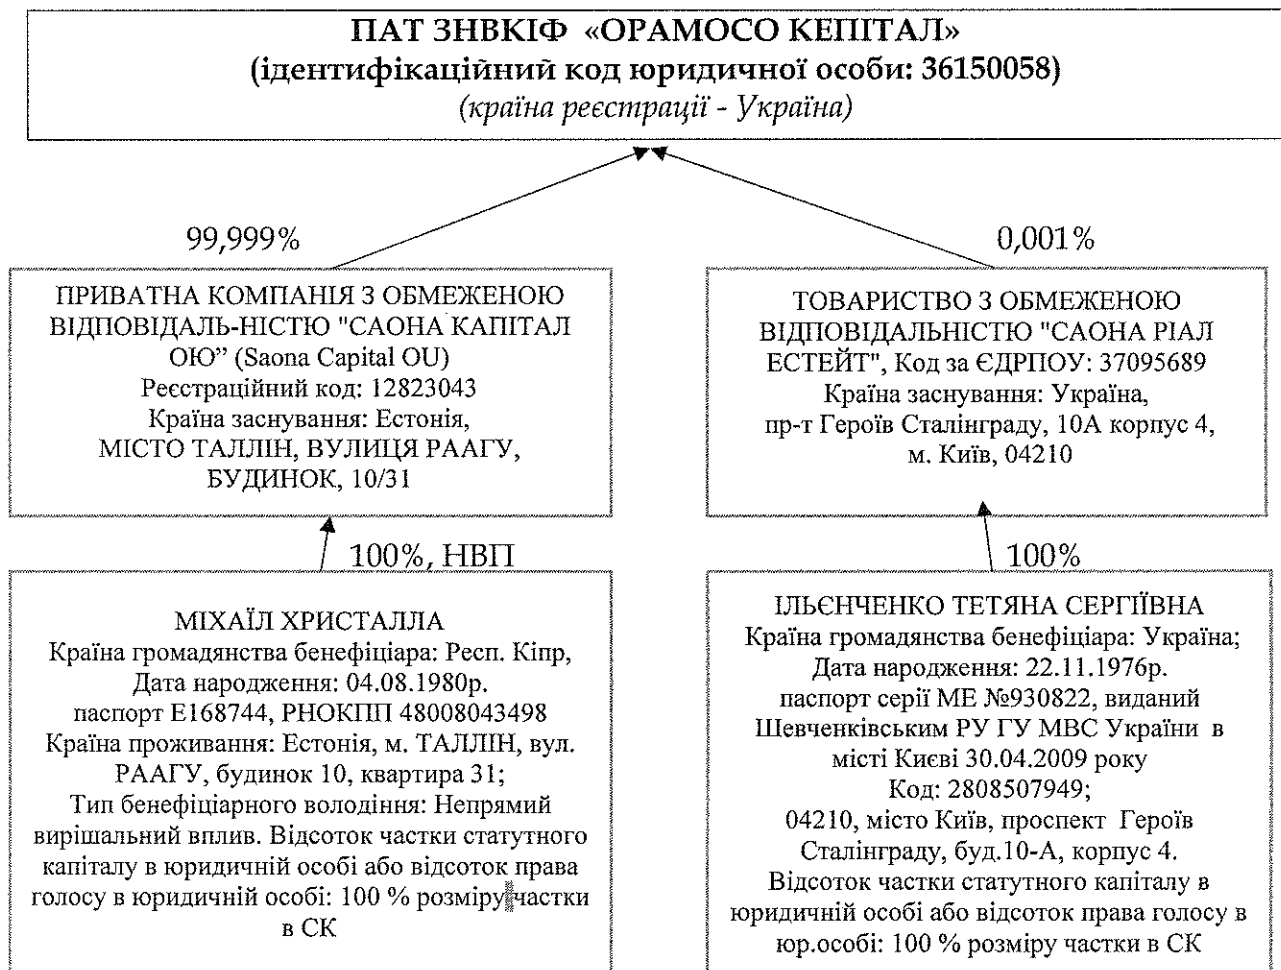 ПАТ ЗНВКІФ «ОРАМОСО КЕПІТАЛ»
(ідентифікаційний код юридичної особи: 36150058)
(країна реєстрації - Україна)
99,999%
0,001%
ПРИВАТНА КОМПАНІЯ З ОБМЕЖЕНОЮ
ВІДПОВІДАЛЬ-НІСТЮ "САОНА КАПІТАЛ
ОЮ” (Saona Capital OU)
Реєстраційний код: 12823043
Країна заснування: Естонія,
МІСТО ТАЛЛІН, ВУЛИЦЯ РААГУ,
БУДИНОК, 10/31
ТОВАРИСТВО З ОБМЕЖЕНОЮ
ВІДПОВІДАЛЬНІСТЮ "САОНА РІАЛ
ЕСТЕЙТ", Код за ЄДРПОУ: 37095689
Країна заснування: Україна,
пр-т Героїв Сталінграду, 10А корпус 4,
м. Київ, 04210
100%, НВП
100%
МІХАЇЛ ХРИСТАЛЛА
Країна громадянства бенефіціара: Респ. Кіпр,
Дата народження: 04.08.1980р.
паспорт E168744, РНОКПП 48008043498
Країна проживання: Естонія, м. ТАЛЛІН, вул.
РААГУ, будинок 10, квартира 31;
Тип бенефіціарного володіння: Непрямий
вирішальний вплив. Відсоток частки статутного
капіталу в юридичній особі або відсоток права
голосу в юридичній особі: 100 % розміру частки
в СК
ІЛЬЄНЧЕНКО ТЕТЯНА СЕРГІЇВНА
Країна громадянства бенефіціара: Україна;
Дата народження: 22.11.1976р.
паспорт серії МЕ №930822, виданий
Шевченківським РУ ГУ МВС України в
місті Києві 30.04.2009 року
Код: 2808507949;
04210, місто Київ, проспект Героїв
Сталінграду, буд.10-А, корпус 4.
Відсоток частки статутного капіталу в
юридичній особі або відсоток права голосу в
юр.особі: 100 % розміру частки в СК